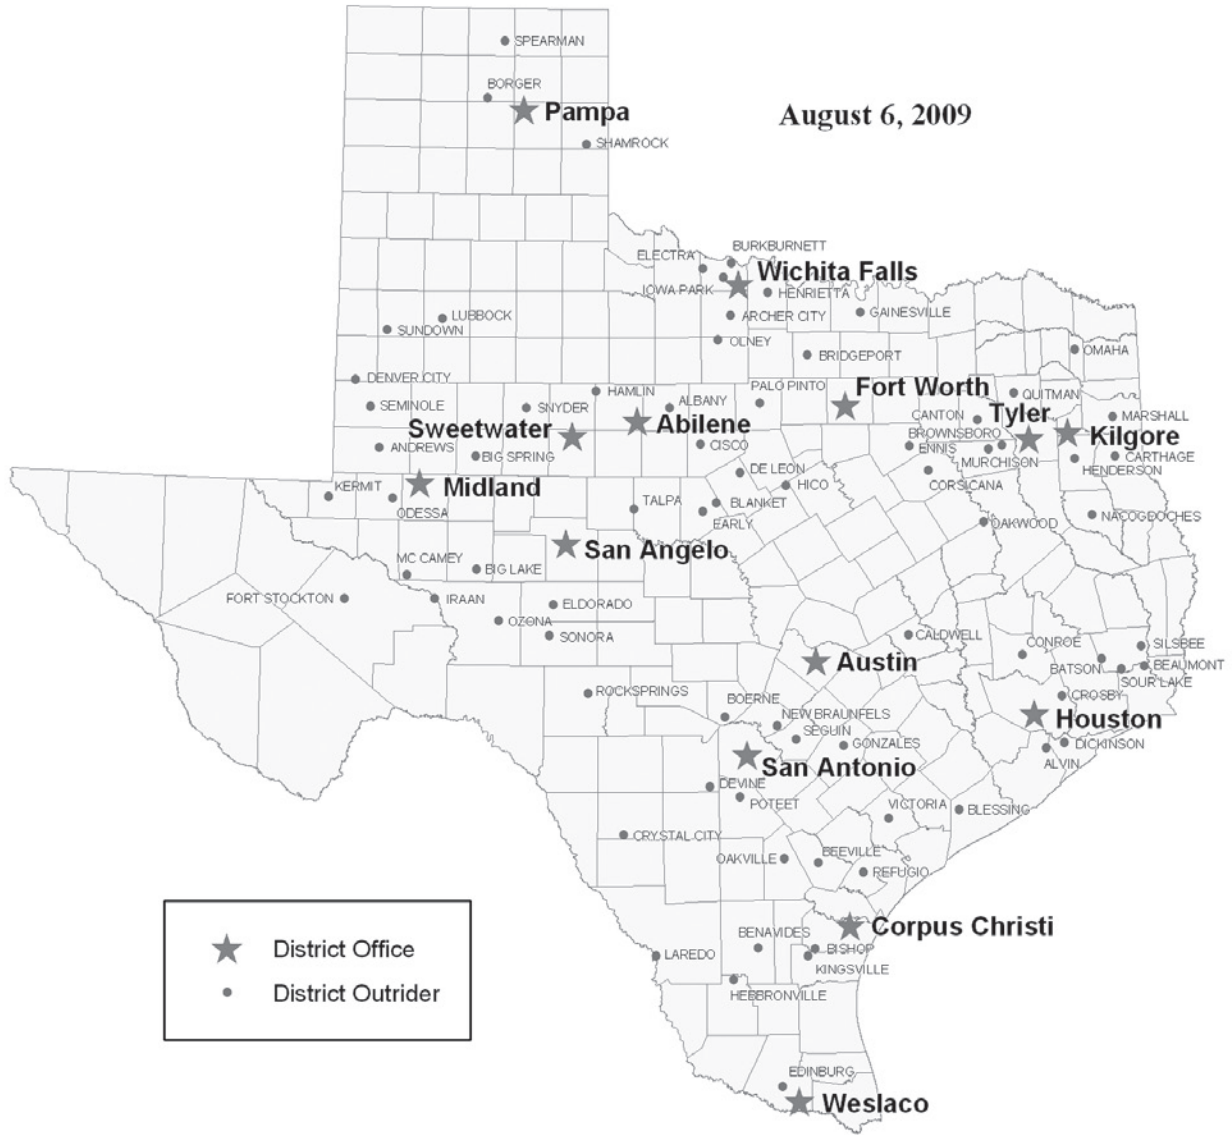 SPEARMAN
BORGER
Pampa
August 6, 2009
SHAMROCK
BURKBURNETT
ELECTRA
Wichita Falls
IOWA PARK
HENRIETTA
LUBBOCK
ARCHER CITY
GAINESVILLE
SUNDOWN
OLNEY
BRIDGEPORT
OMAHA
DENVER CITY
HAMLIN
PALO PINTO
Fort Worth
QUITMAN
SEMINOLE
SNYDER
ALBANY
CANTON
Tyler
MARSHALL
Sweetwater
Abilene
BROWNSBORO
Kilgore
ANDREWS
BIG SPRING
CISCO
ENNIS
MURCHISON
CARTHAGE
HENDERSON
DE LEON
HICO
CORSICANA
KERMIT
Midland
ODESSA
TALPA
BLANKET
EARLY
OAKWOOD
NACOGDOCHES
San Angelo
MC CAMEY
BIG LAKE
FORT STOCKTON
IRAAN
ELDORADO
OZONA
SONORA
CALDWELL
CONROE
SILSBEE
Austin
BATSON
BEAUMONT
SOUR LAKE
ROCKSPRINGS
BOERNE
CROSBY
NEW BRAUNFELS
Houston
SEGUIN
GONZALES
DICKINSON
ALVIN
San Antonio
DEVINE
POTEET
VICTORIA
BLESSING
CRYSTAL CITY
OAKVILLE
BEEVILLE
REFUGIO
Corpus Christi
BENAVIDES
BISHOP
LAREDO
KINGSVILLE
HEBBRONVILLE
District Office
District Outrider
EDINBURG
Weslaco